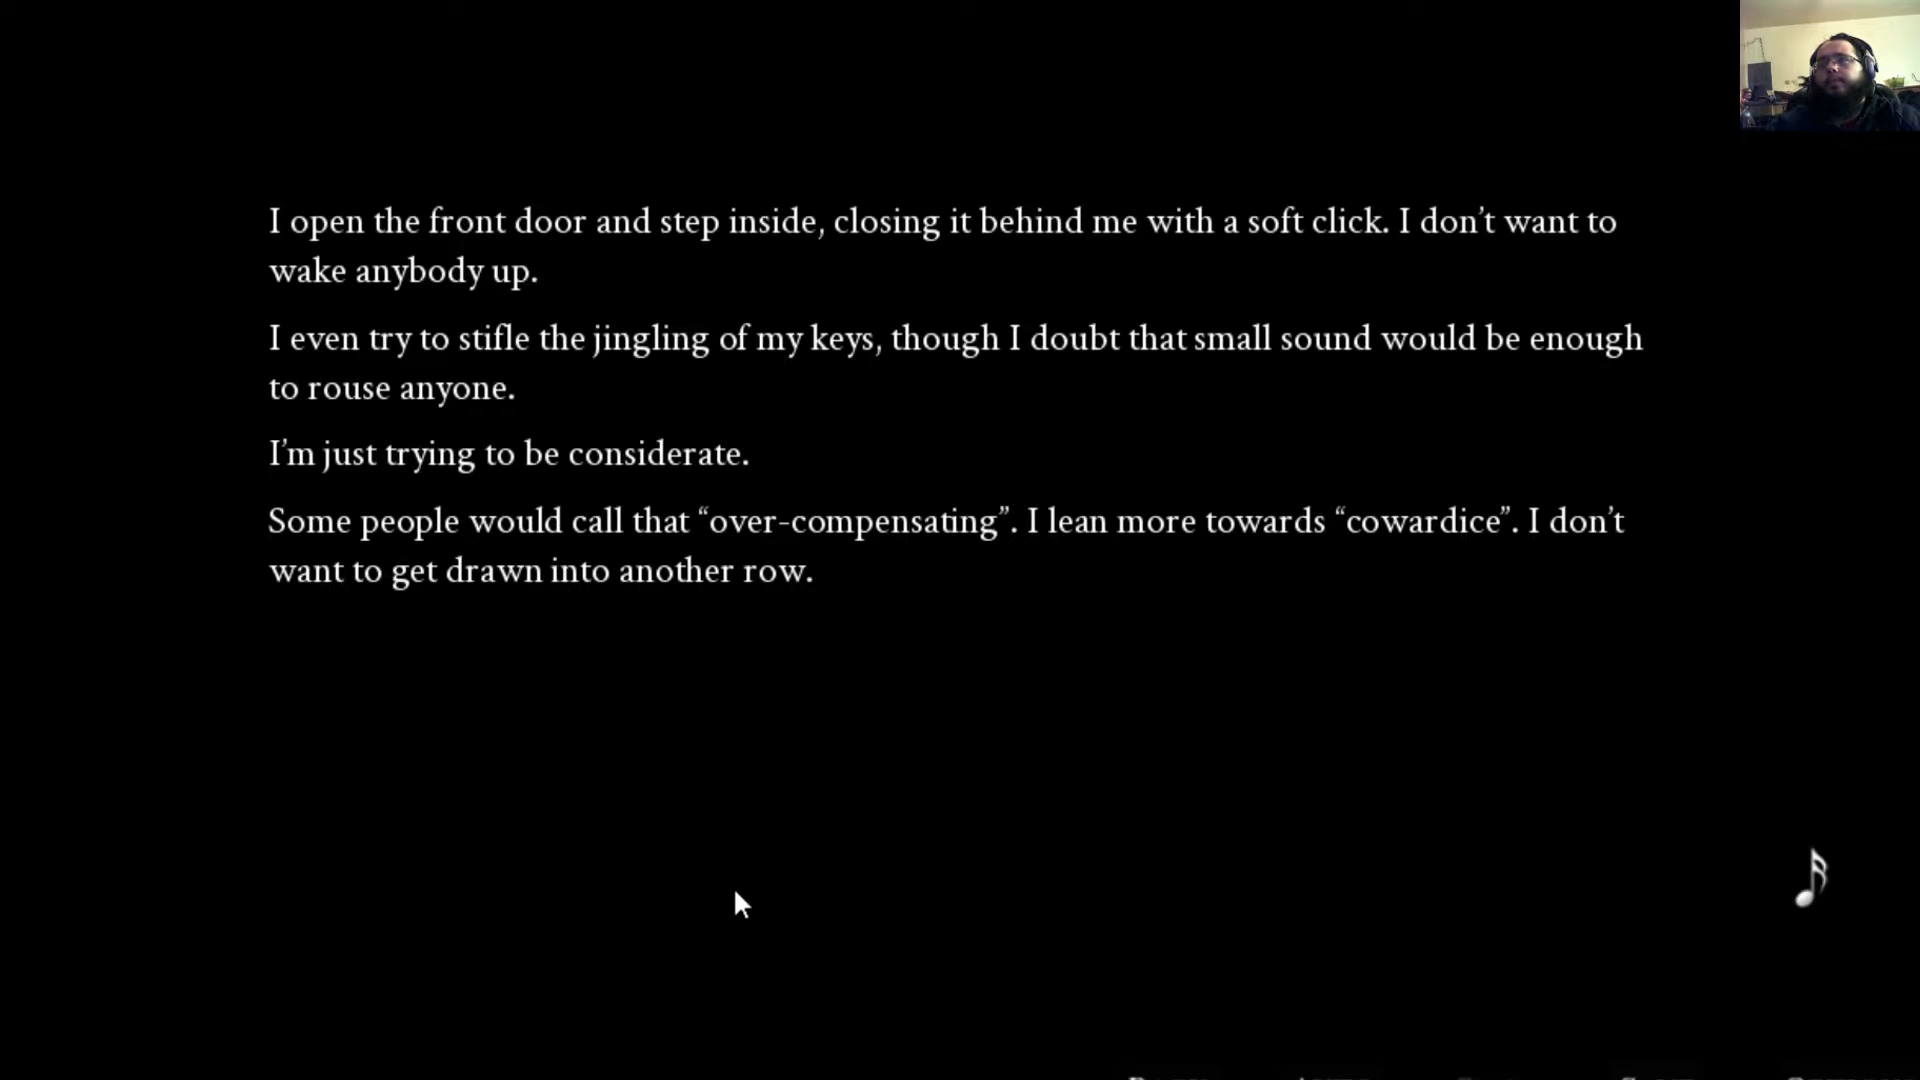 I open the front door and step inside, closing it behind me with a soft click. I don’t want to
wake anybody up.
I even try to stifle the jingling of my keys, though I doubt that small sound would be enough
to rouse anyone.
I’m just trying to be considerate.
Some people would call that “over-compensating”. I lean more towards “cowardice”. I don’t
want to get drawn into another row.